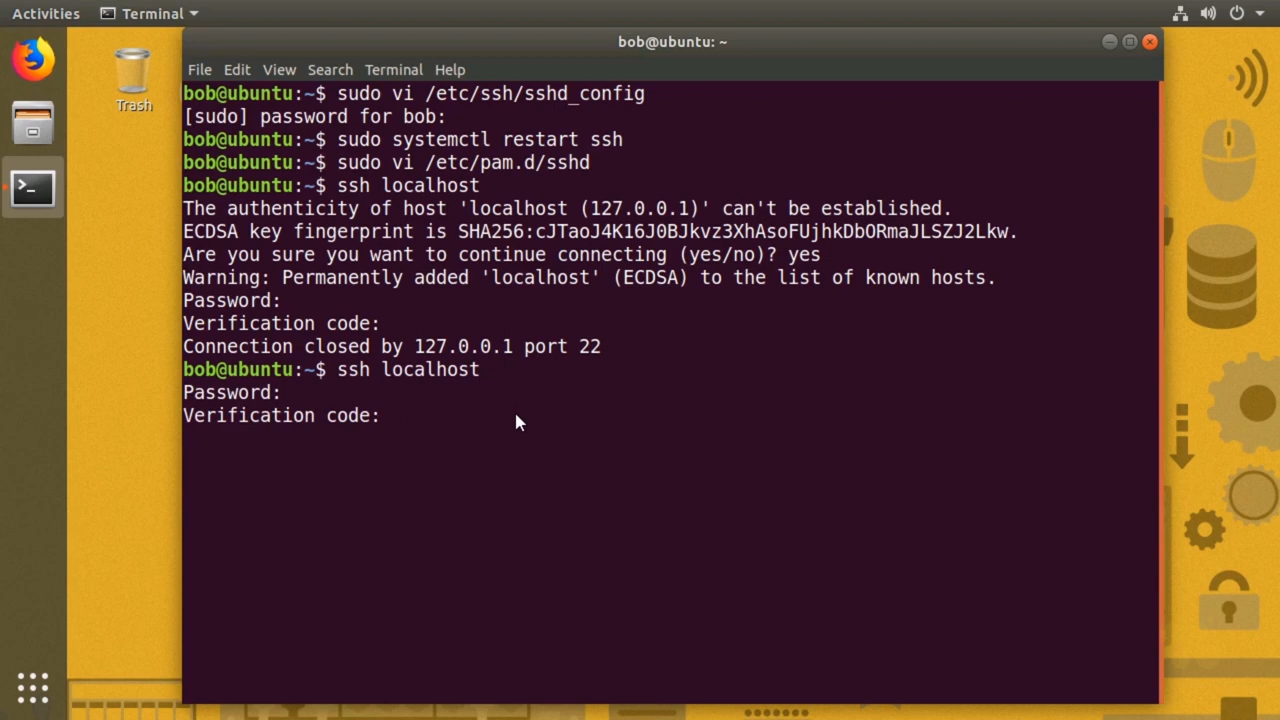 Activities Terminal
Trash
bob@ubuntu: ~
File Edit View Search Terminal Help
bob@ubuntu:~$ sudo vi /etc/ssh/sshd_config
[sudo] password for bob:
bob@ubuntu:~$ sudo systemctl restart ssh
bob@ubuntu:~$ sudo vi /etc/pam.d/sshd
bob@ubuntu:~$ ssh localhost
The authenticity of host 'localhost (127.0.0.1)' can't be established.
ECDSA key fingerprint is SHA256:cJTaoJ4K16J0BJkvz3XhAsoFUjhkDbORmaJLSZJ2Lkw.
Are you sure you want to continue connecting (yes/no)? yes
Warning: Permanently added 'localhost' (ECDSA) to the list of known hosts.
Password:
Verification code:
Connection closed by 127.0.0.1 port 22
bob@ubuntu:~$ ssh localhost
Password:
Verification code: